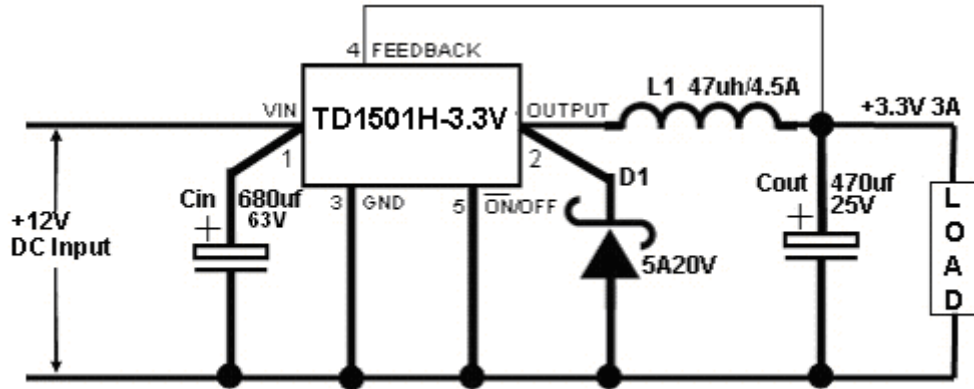 4 FEEDBACK
L1 47uh/4.5A
VIN
TD1501H-3.3V
OUTPUT
+3.3V 3A
1
2
D1
Cin
680uf
63V
+
3 GND
5 ON/OFF
Cout
470uf
25V
+
LOAD
+12V
DC Input
5A20V